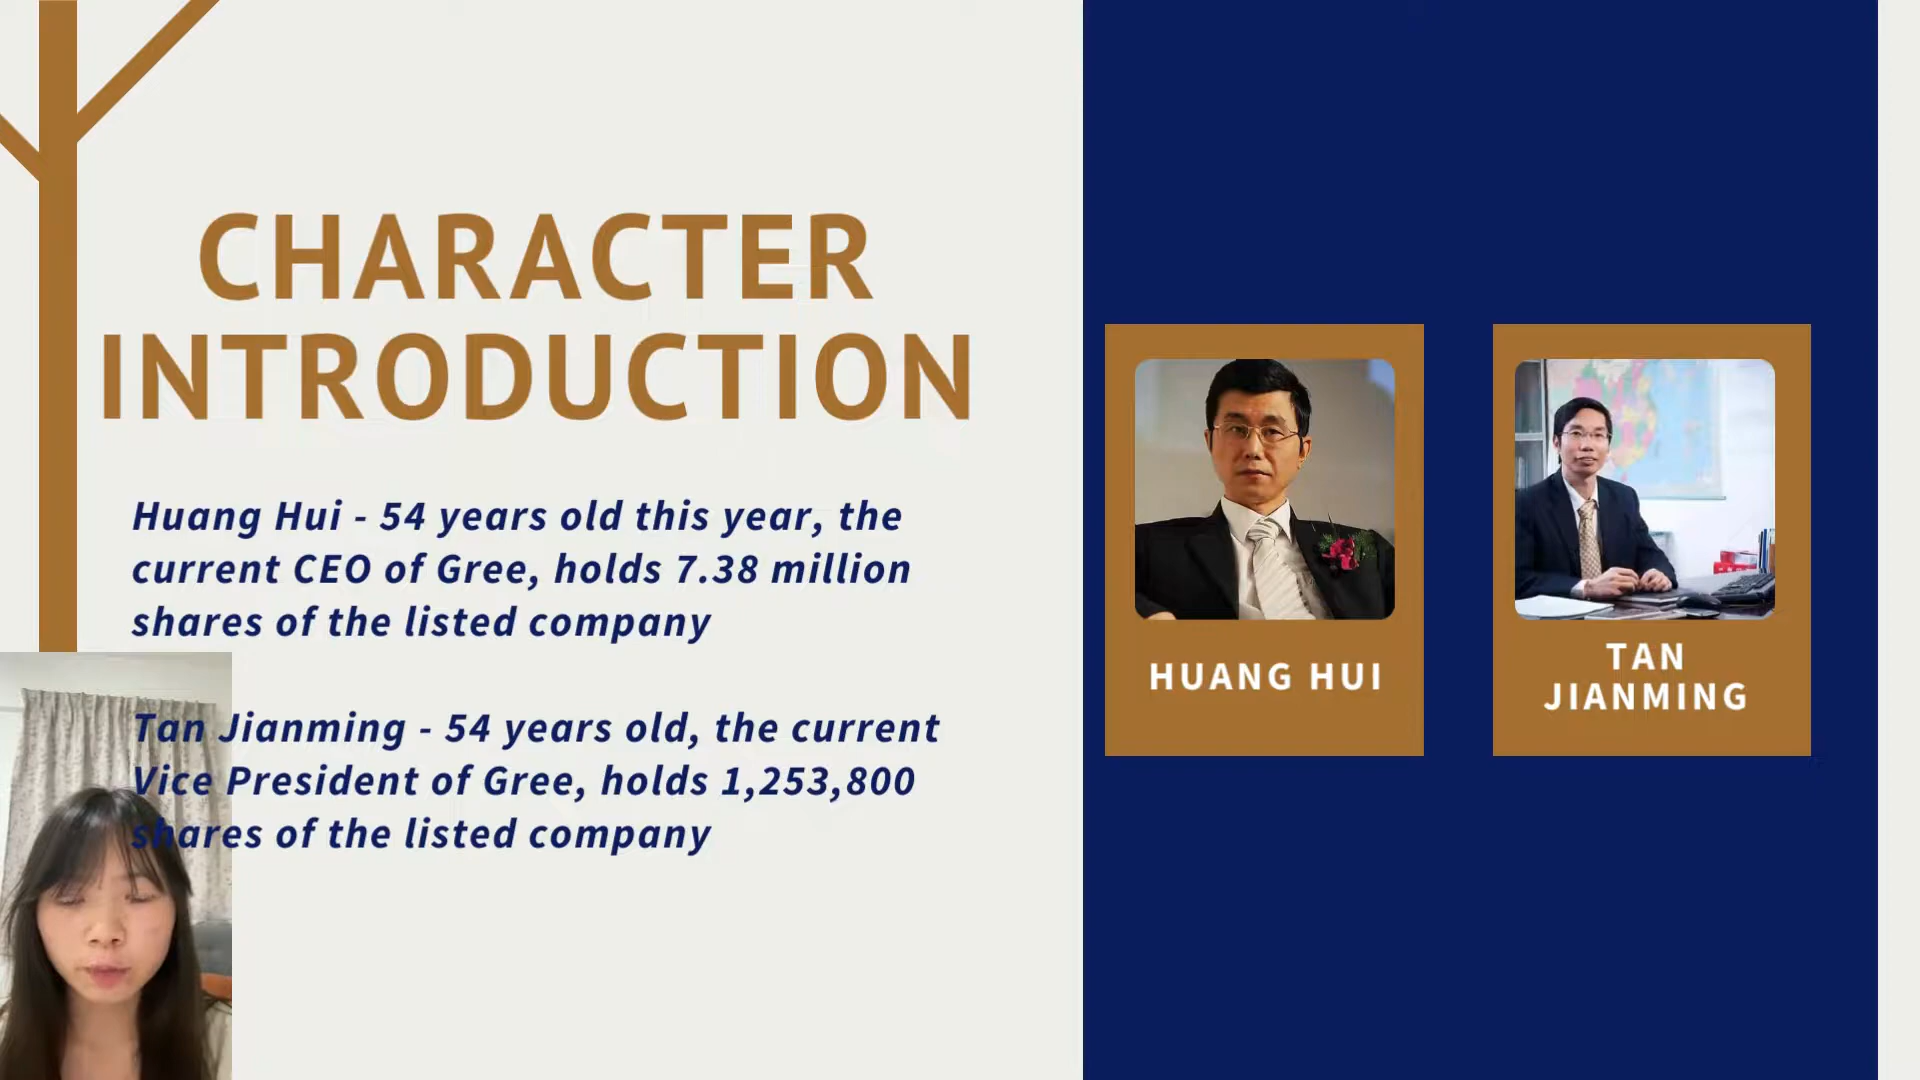 CHARACTER
INTRODUCTION
Huang Hui - 54 years old this year, the
current CEO of Gree, holds 7.38 million
shares of the listed company
Tan Jianming - 54 years old, the current
Vice President of Gree, holds 1,253,800
shares of the listed company
HUANG HUI
TAN
JIANMING